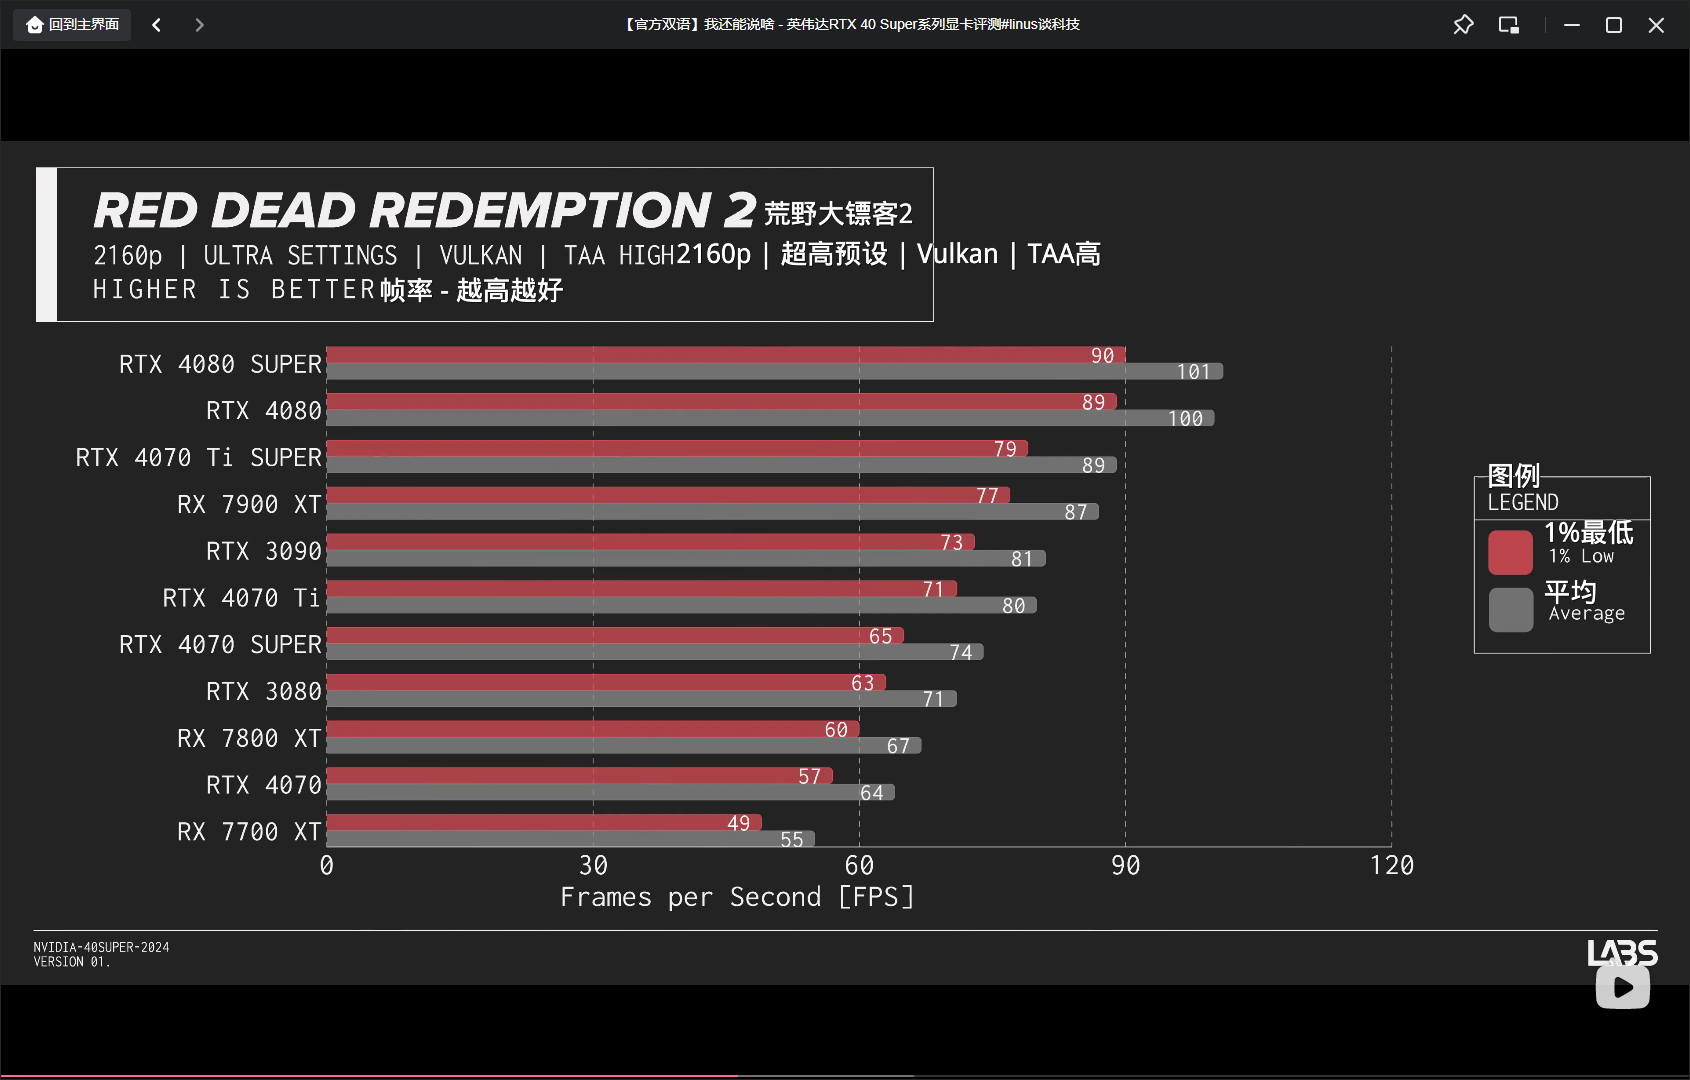 回到主界面
【官方双语】我还能说啥 - 英伟达RTX 40 Super系列显卡评测#linus谈科技
RED DEAD REDEMPTION 2 荒野大镖客2
2160p | ULTRA SETTINGS | VULKAN | TAA HIGH2160p | 超高预设 | Vulkan | TAA高
HIGHER IS BETTER帧率 - 越高越好
RTX 4080 SUPER 90 101
RTX 4080 89 100
RTX 4070 Ti SUPER 79 89
RX 7900 XT 77 87
RTX 3090 73 81
RTX 4070 Ti 71 80
RTX 4070 SUPER 65 74
RTX 3080 63 71
RX 7800 XT 60 67
RTX 4070 57 64
RX 7700 XT 49 55
0 30 60 90 120
Frames per Second [FPS]
图例
LEGEND
1%最低
1% Low
平均
Average
NVIDIA-40SUPER-2024
VERSION 01.
LABS